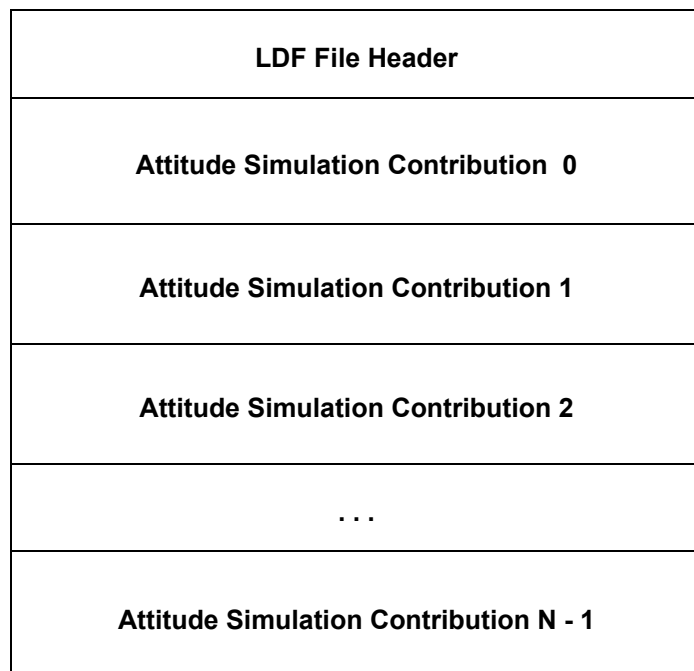 LDF File Header
Attitude Simulation Contribution 0
Attitude Simulation Contribution 1
Attitude Simulation Contribution 2
. . .
Attitude Simulation Contribution N - 1